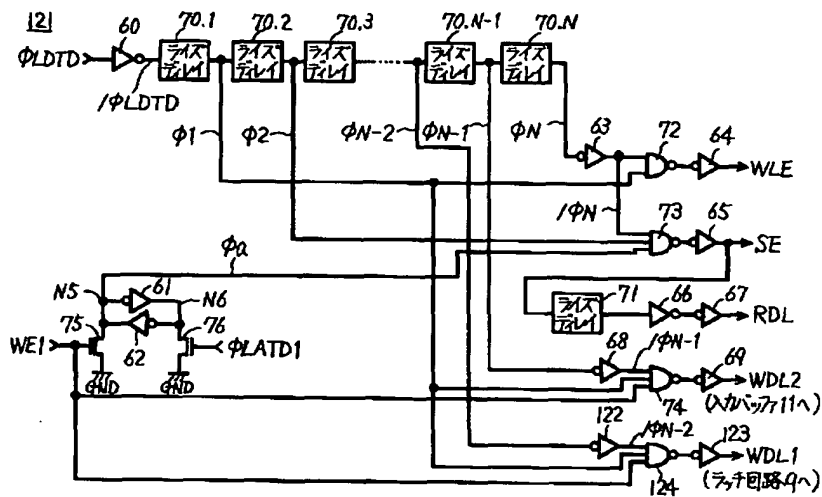 121
60
70.1
70.2
70.3
70.N-1
70.N
ΦLDTD
ライズディレイ
ライズディレイ
ライズディレイ
ライズディレイ
ライズディレイ
/ΦLDTD
Φ1
Φ2
ΦN-2
ΦN-1
ΦN
63
72
64
WLE
/ΦN
73
65
SE
Φa
N5
61
N6
75
76
WE1
62
ΦLATD1
GND
GND
ライズディレイ
71
66
67
RDL
68
/ΦN-1
69
WDL2
(入力バッファ11へ)
74
122
/ΦN-2
123
WDL1
(ラッチ回路9へ)
124